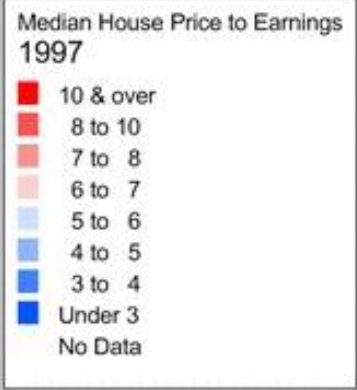 Median House Price to Earnings
1997
10 & over
8 to 10
7 to 8
6 to 7
5 to 6
4 to 5
3 to 4
Under 3
No Data